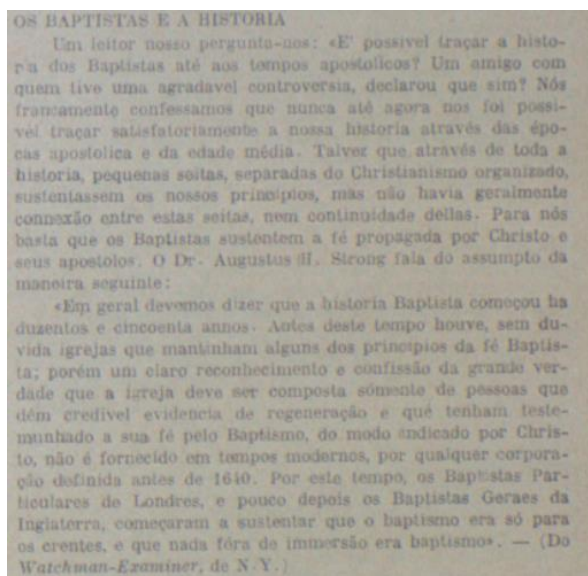 OS BAPTISTAS E A HISTORIA
Um leitor nosso pergunta-nos: «E' possivel traçar a histo-
ria dos Baptistas até aos tempos apostolicos? Um amigo com
quem tive uma agradavel controversia, declarou que sim? Nós
francamente confessamos que nunca até agora nos foi possi-
vel traçar satisfatoriamente a nossa historia através das épo-
cas apostolica e da edade média. Talvez que através de toda a
historia, pequenas seitas, separadas do Christianismo organizado,
sustentassem os nossos principios, mas não havia geralmente
connexão entre estas seitas, nem continuidade dellas. Para nós
basta que os Baptistas sustentem a fé propagada por Christo e
seus apostolos. O Dr. Augustus H. Strong fala do assumpto da
maneira seguinte:
«Em geral devemos dizer que a historia Baptista começou ha
duzentos e cincoenta annos. Antes deste tempo houve, sem du-
vida igrejas que mantinham alguns dos principios da fé Baptis-
ta; porém um claro reconhecimento e confissão da grande ver-
dade que a igreja deve ser composta sómente de pessoas que
dém credivel evidencia de regeneração e qué tenham teste-
munhado a sua fé pelo Baptismo, do modo indicado por Chris-
to, não é fornecido em tempos modernos, por qualquer corpora-
ção definida antes de 1640. Por este tempo, os Baptistas Par-
ticulares de Londres, e pouco depois os Baptistas Geraes da
Inglaterra, começaram a sustentar que o baptismo era só para
os crentes, e que nada fóra de immersão era baptismo». — (Do
Watchman-Examiner, de N. Y.)